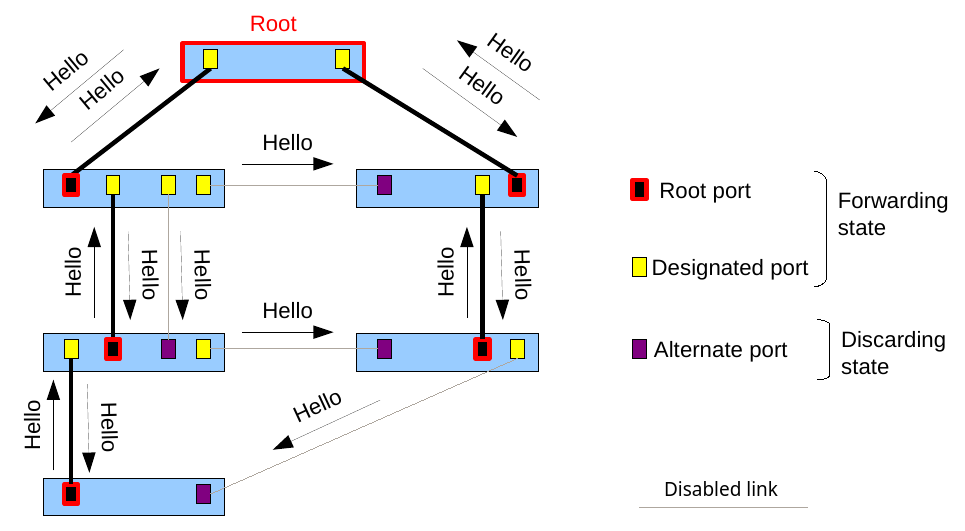 Root
Hello
Hello
Hello
Hello
Hello
Root port
Forwarding
state
Hello
Hello
Hello
Hello
Hello
Designated port
Hello
Alternate port
Discarding
state
Hello
Hello
Hello
Disabled link